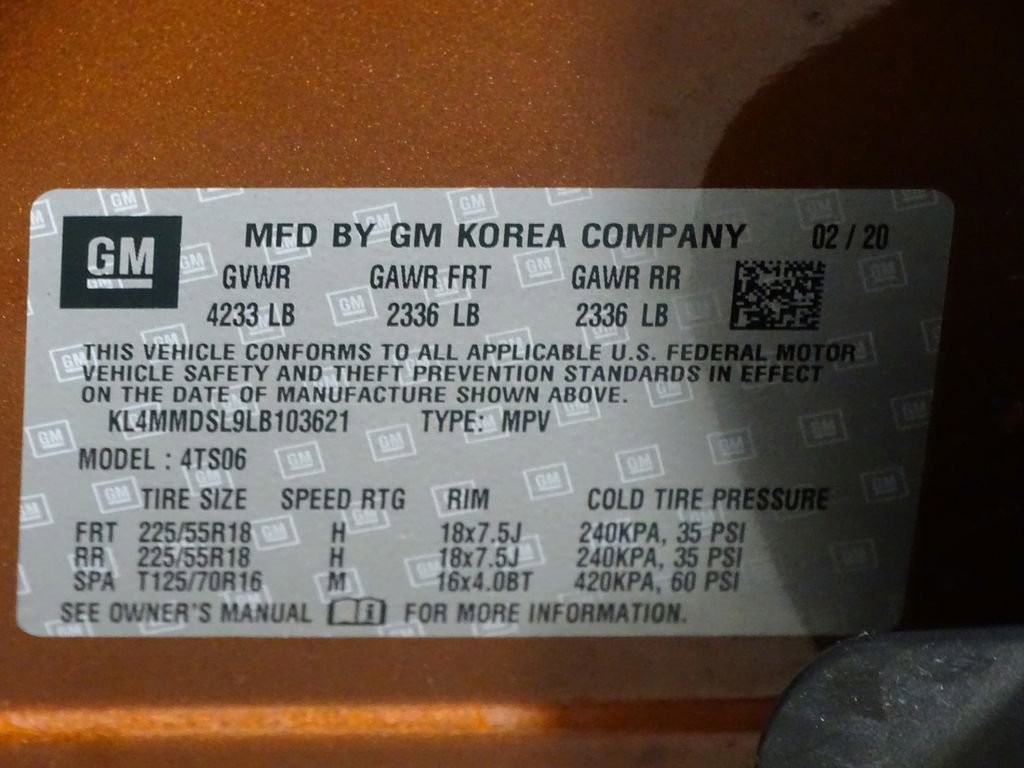 GM MFD BY GM KOREA COMPANY 02 / 20
GVWR GAWR FRT GAWR RR
4233 LB 2336 LB 2336 LB
THIS VEHICLE CONFORMS TO ALL APPLICABLE U.S. FEDERAL MOTOR
VEHICLE SAFETY AND THEFT PREVENTION STANDARDS IN EFFECT
ON THE DATE OF MANUFACTURE SHOWN ABOVE.
KL4MMDSL9LB103621 TYPE: MPV
MODEL : 4TS06
TIRE SIZE SPEED RTG RIM COLD TIRE PRESSURE
FRT 225/55R18 H 18x7.5J 240KPA, 35 PSI
RR 225/55R18 H 18x7.5J 240KPA, 35 PSI
SPA T125/70R16 M 16x4.0BT 420KPA, 60 PSI
SEE OWNER'S MANUAL i FOR MORE INFORMATION.